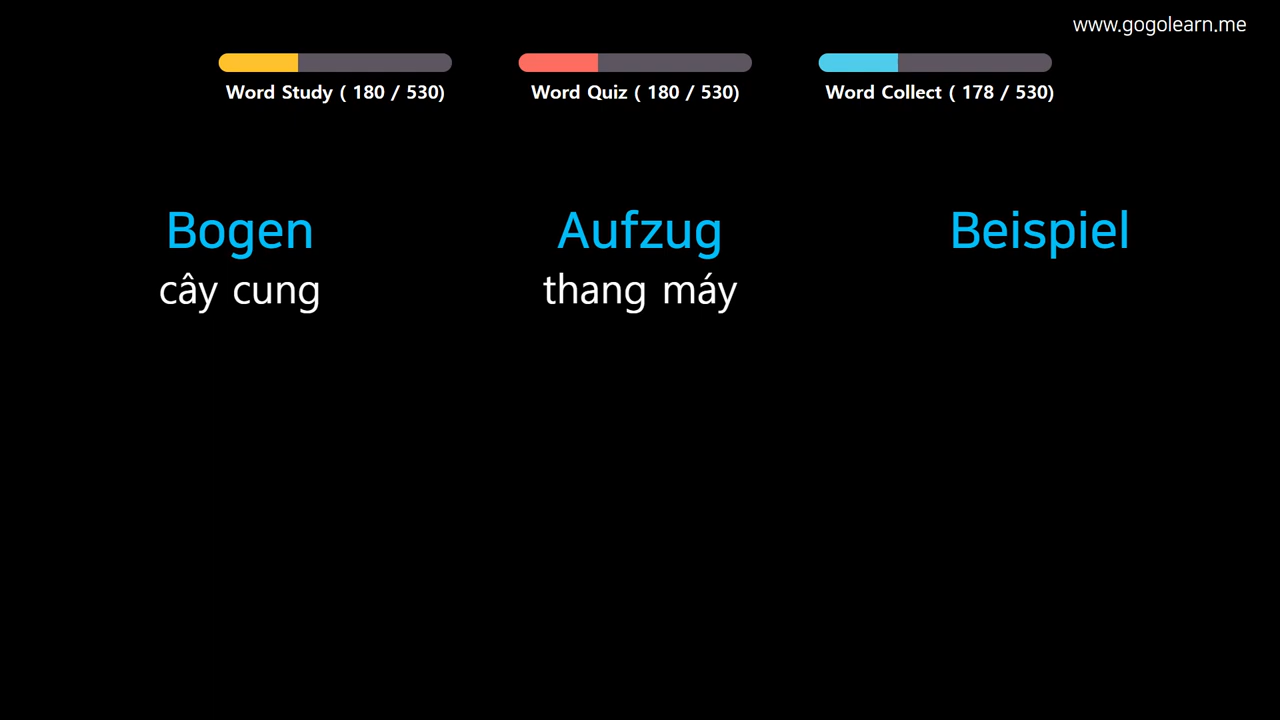 www.gogolearn.me
Word Study ( 180 / 530)
Word Quiz ( 180 / 530)
Word Collect ( 178 / 530)
Bogen
cây cung
Aufzug
thang máy
Beispiel